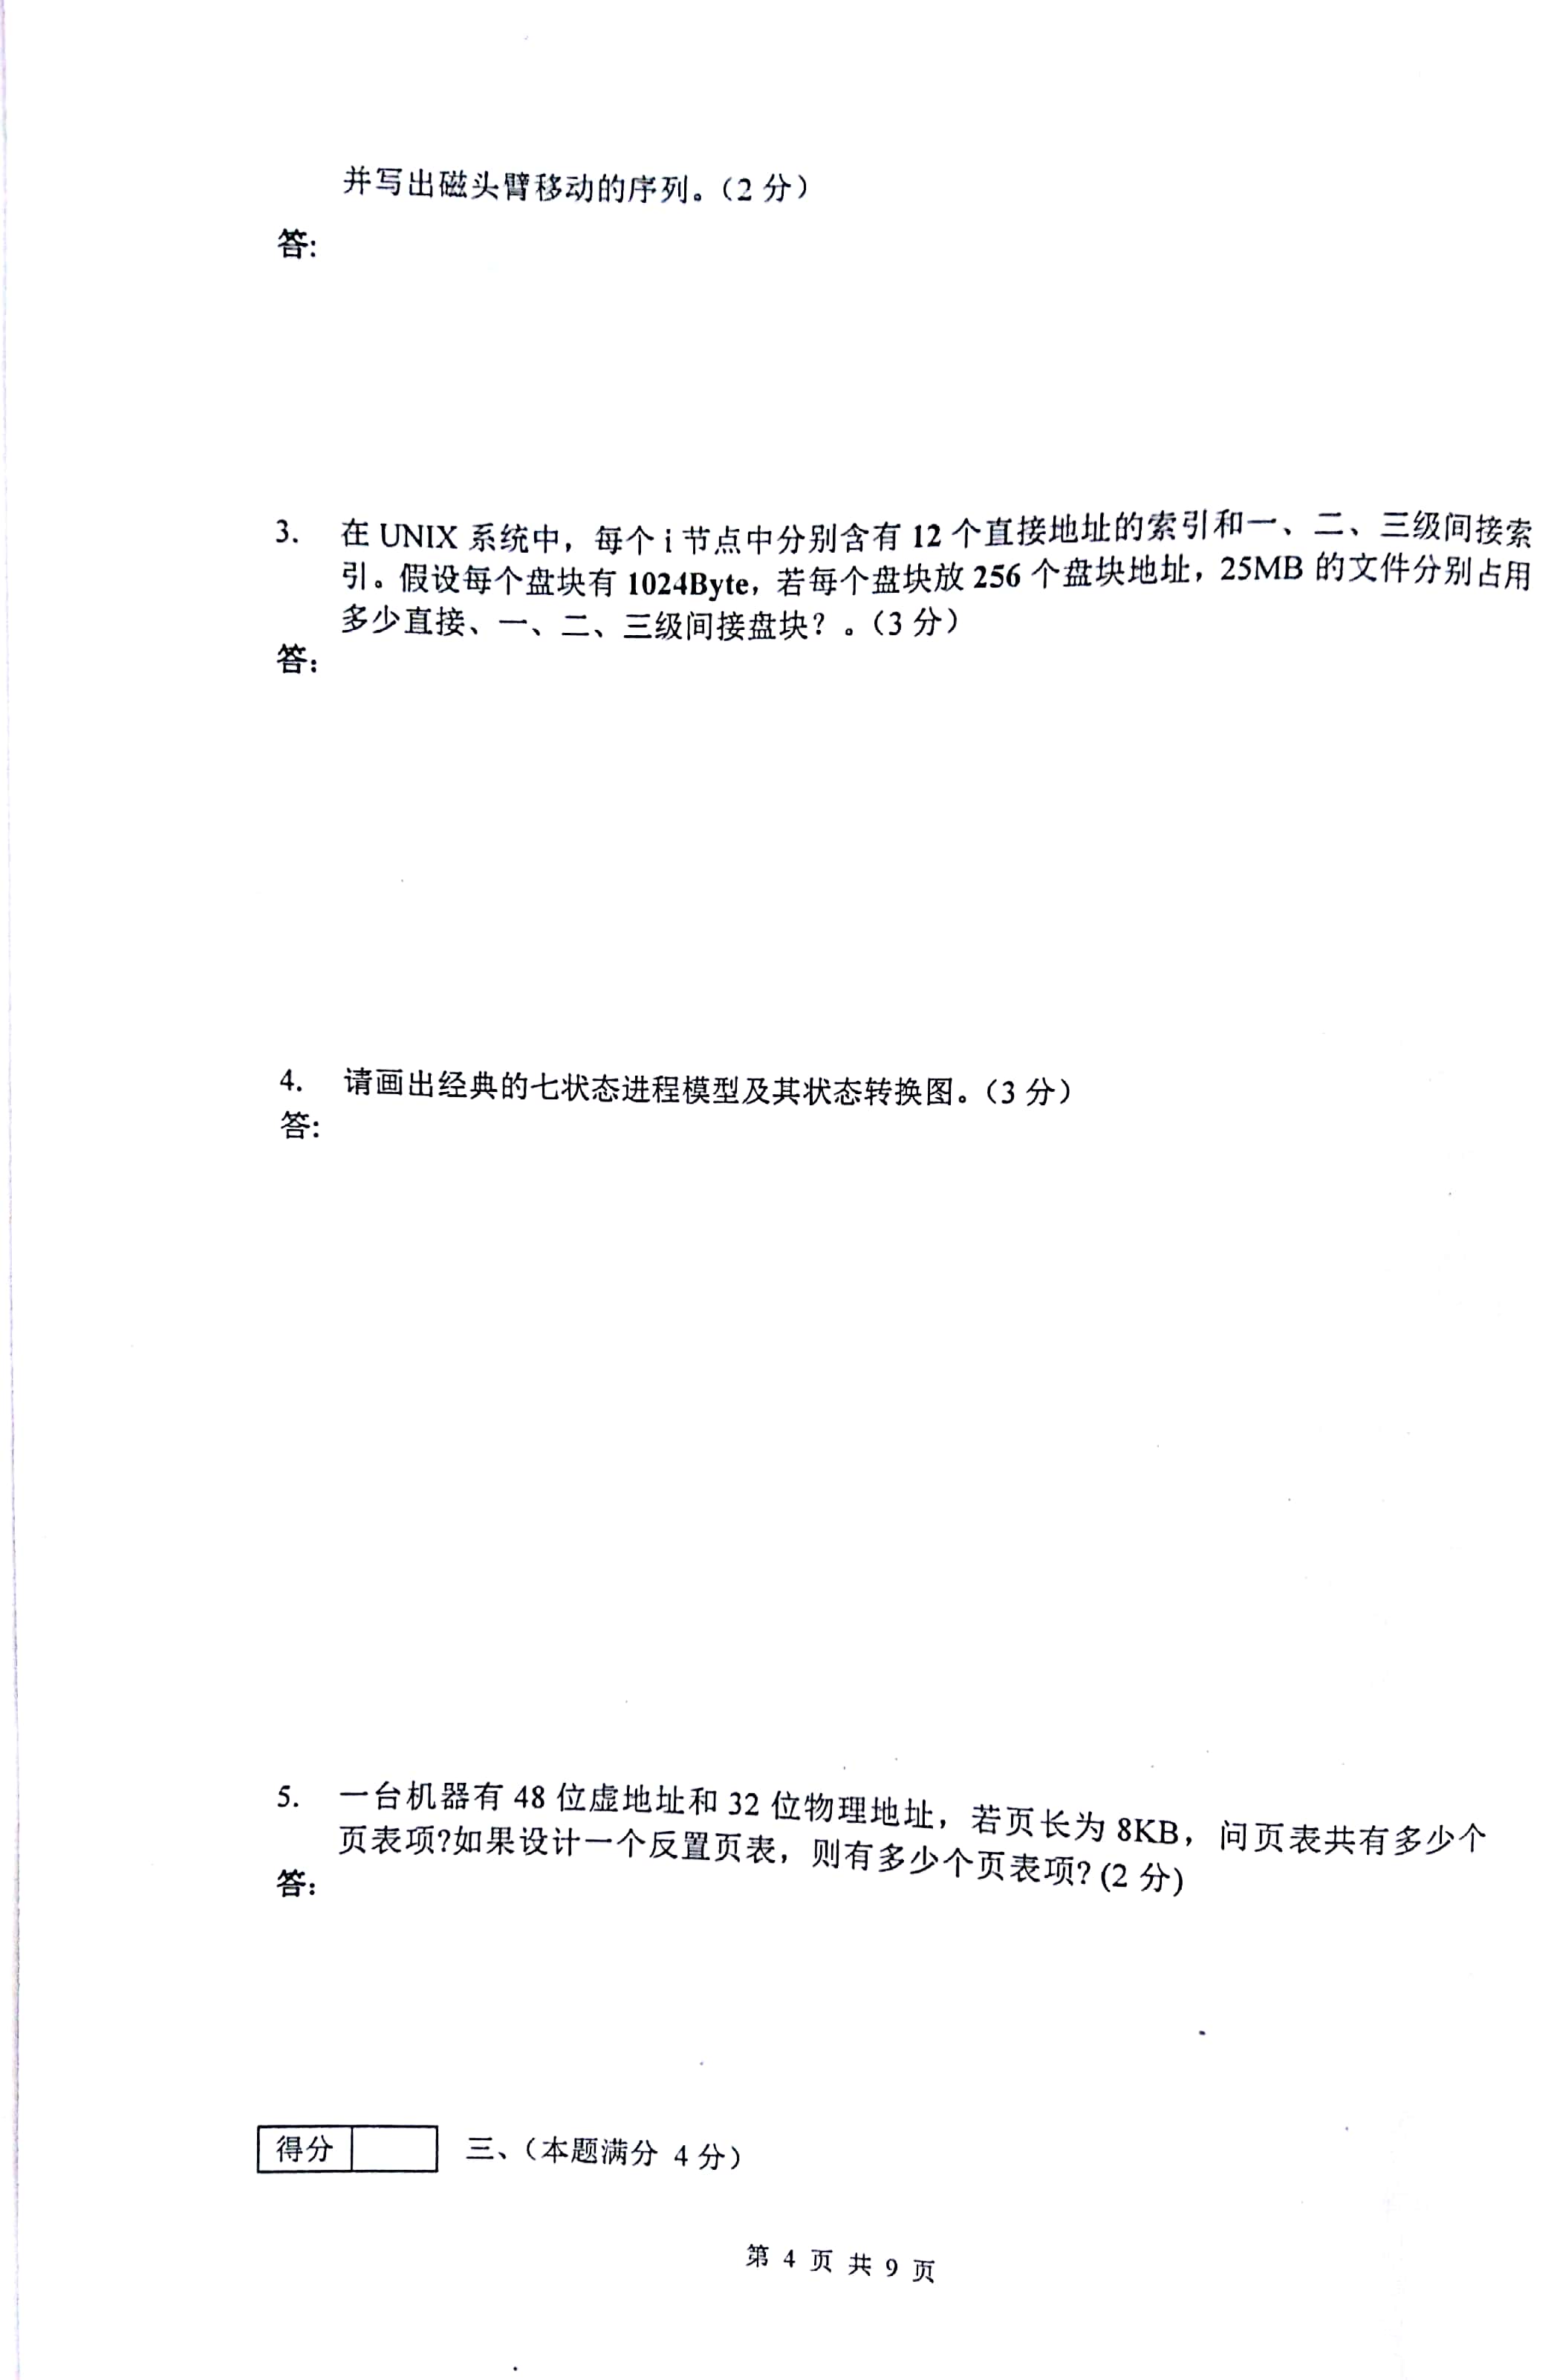 并写出磁头臂移动的序列。（2 分）
答:
3. 在 UNIX 系统中，每个 i 节点中分别含有 12 个直接地址的索引和一、二、三级间接索
引。假设每个盘块有 1024Byte，若每个盘块放 256 个盘块地址，25MB 的文件分别占用
多少直接、一、二、三级间接盘块？。（3 分）
答：
4. 请画出经典的七状态进程模型及其状态转换图。（3 分）
答:
5. 一台机器有 48 位虚地址和 32 位物理地址，若页长为 8KB，问页表共有多少个
页表项?如果设计一个反置页表，则有多少个页表项? (2 分)
答：
得分 三、（本题满分 4 分）
第 4 页 共 9 页